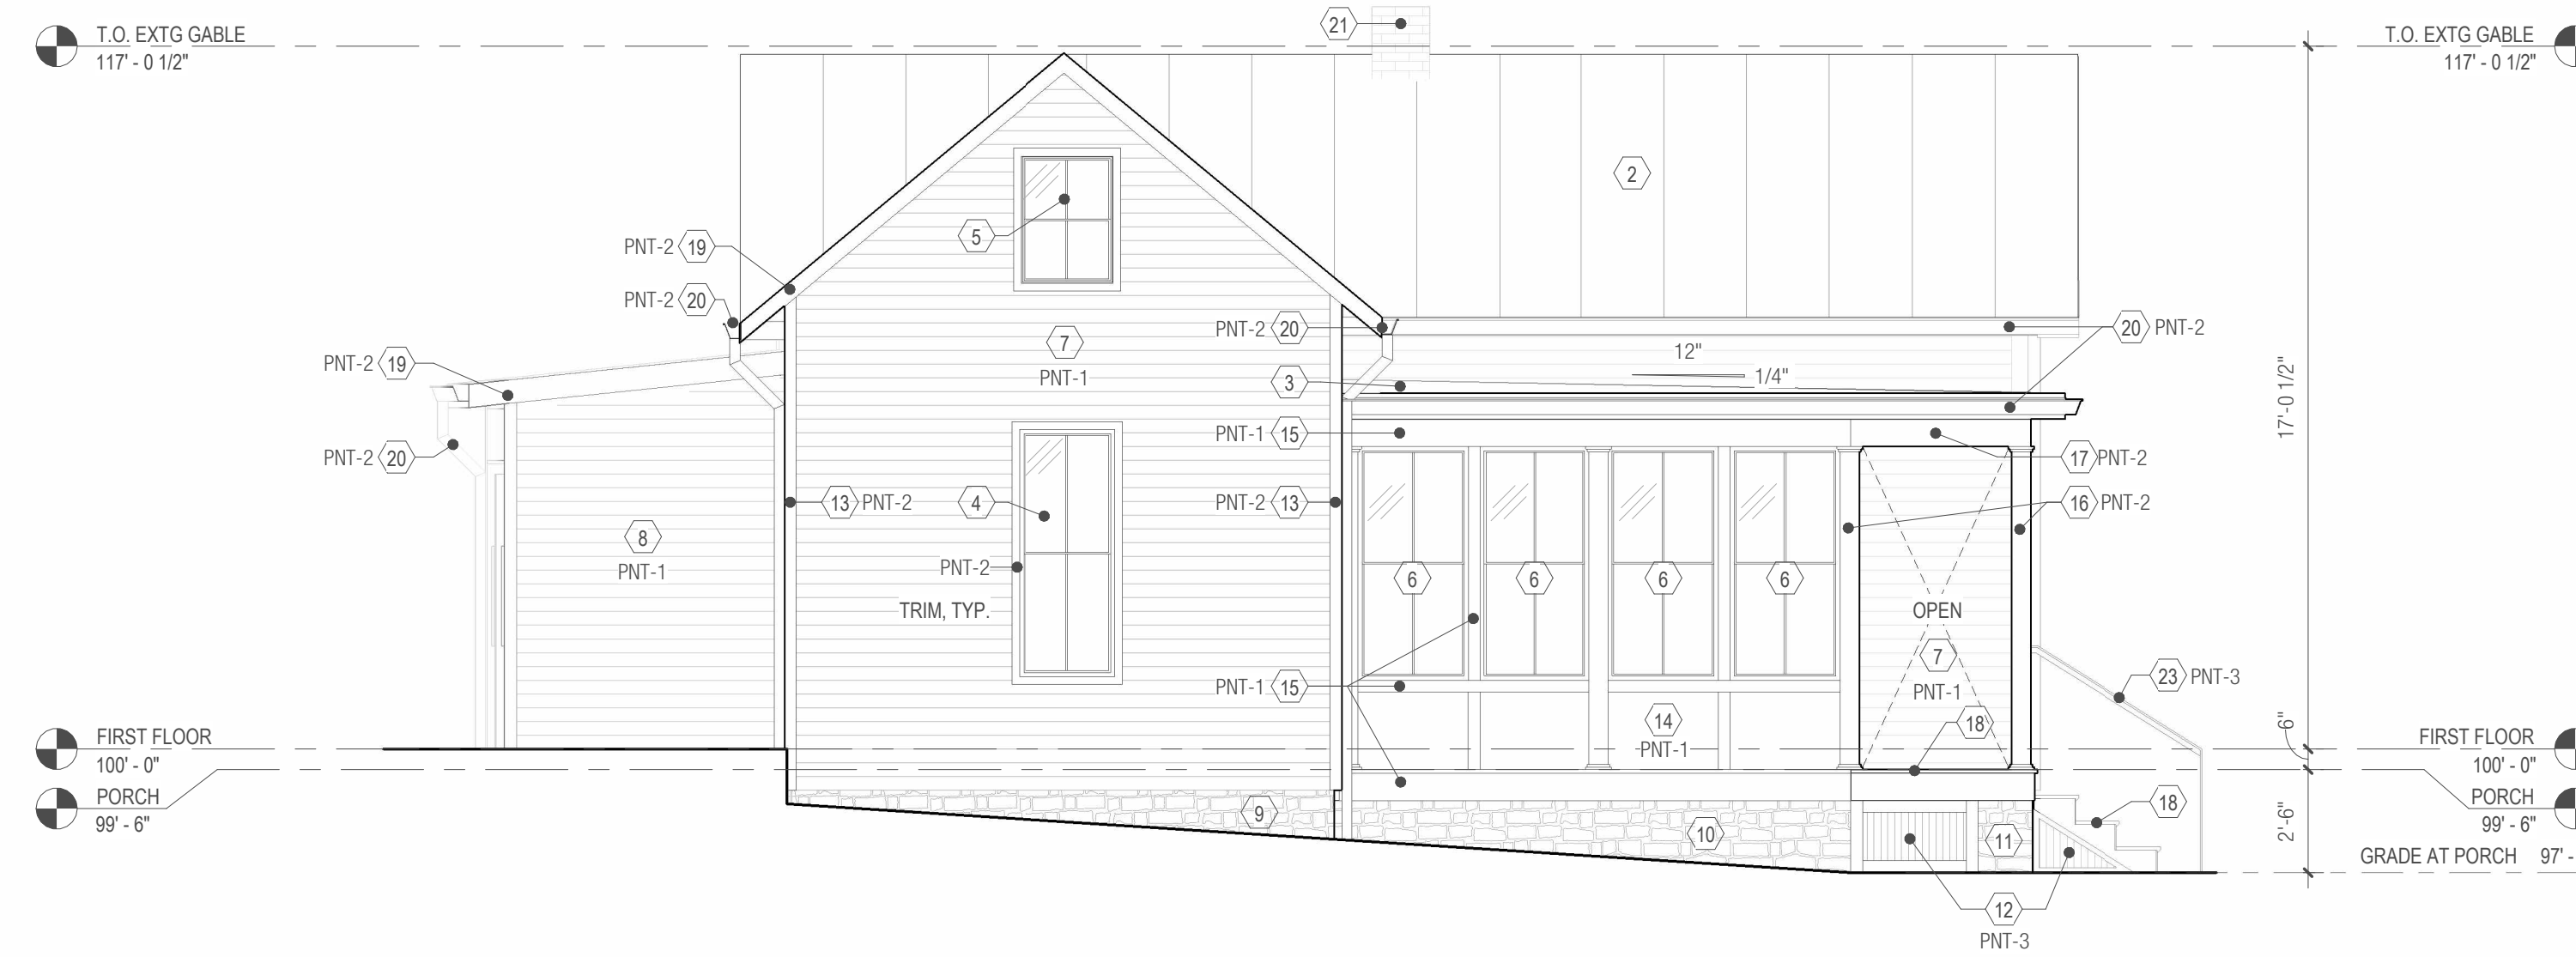 21
T.O. EXTG GABLE
117' - 0 1/2"
T.O. EXTG GABLE
117' - 0 1/2"
2
5
PNT-2 19
PNT-2 20
PNT-2 20
20 PNT-2
7
PNT-1
12"
1/4"
PNT-2 19
3
17'-0 1/2"
PNT-1 15
PNT-2 20
17 PNT-2
13 PNT-2
4
PNT-2 13
16 PNT-2
8
PNT-1
PNT-2
TRIM, TYP.
6
6
6
6
OPEN
7
PNT-1
PNT-1 15
23 PNT-3
14
PNT-1
18
6"
FIRST FLOOR
100' - 0"
FIRST FLOOR
100' - 0"
PORCH
99' - 6"
PORCH
99' - 6"
18
9
10
11
2'-6"
GRADE AT PORCH 97' -
12
PNT-3